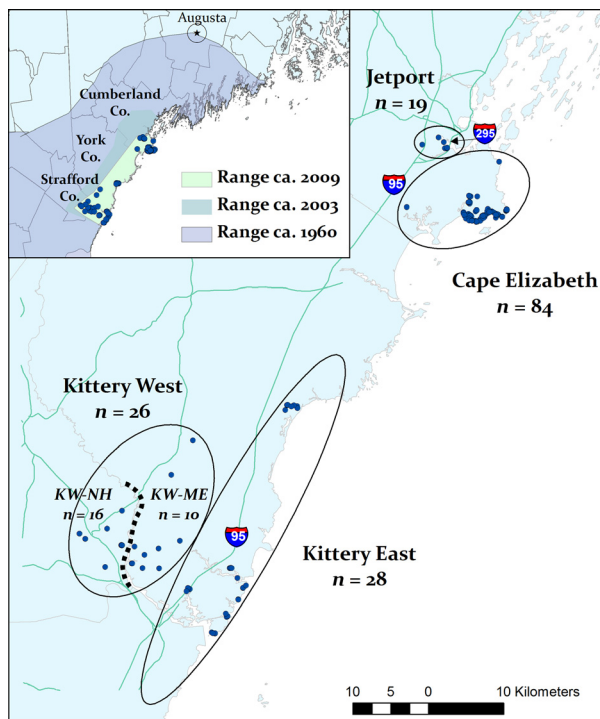 Augusta
Cumberland
Co.
York
Co.
Strafford
Co.
Range ca. 2009
Range ca. 2003
Range ca. 1960
Jetport
n = 19
295
95
Cape Elizabeth
n = 84
Kittery West
n = 26
KW-NH
n = 16
KW-ME
n = 10
95
Kittery East
n = 28
10 5 0 10 Kilometers